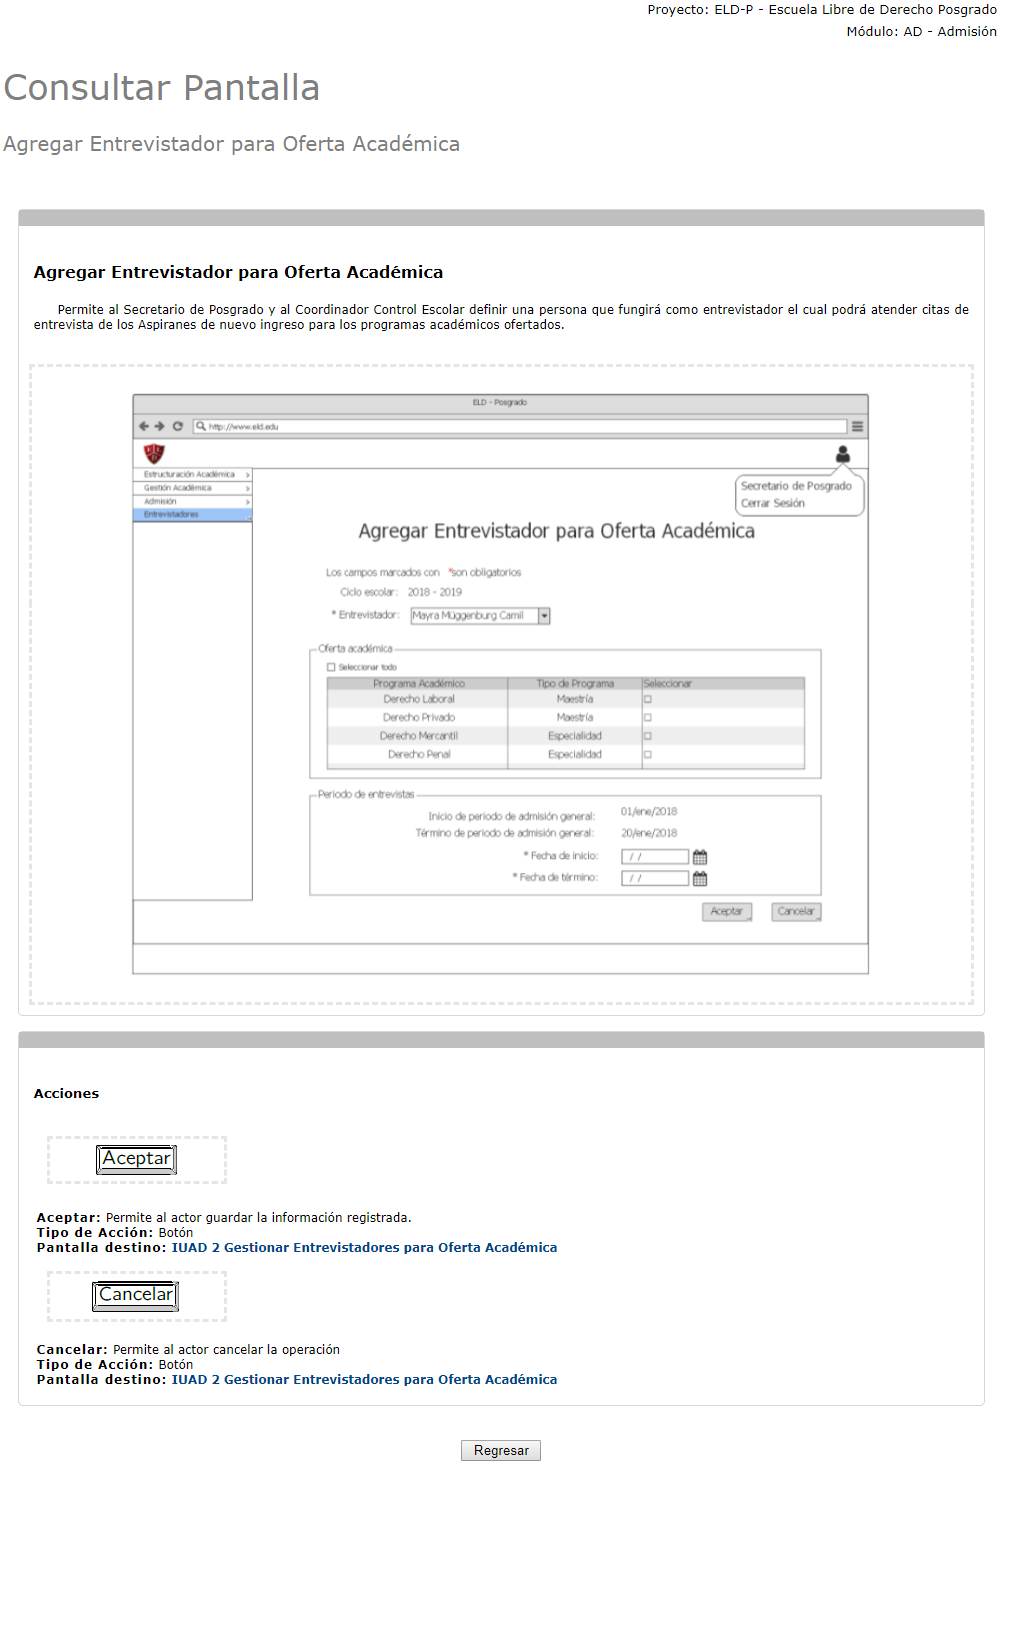 Proyecto: ELD-P - Escuela Libre de Derecho Posgrado
Módulo: AD - Admisión
Consultar Pantalla
Agregar Entrevistador para Oferta Académica
Agregar Entrevistador para Oferta Académica
Permite al Secretario de Posgrado y al Coordinador Control Escolar definir una persona que fungirá como entrevistador el cual podrá atender citas de
entrevista de los Aspiranes de nuevo ingreso para los programas académicos ofertados.
ELD - Posgrado
http://www.eld.edu
Estructuración Académica >
Gestión Académica >
Admisión >
Entrevistadores
Secretario de Posgrado
Cerrar Sesión
Agregar Entrevistador para Oferta Académica
Los campos marcados con *son obligatorios
Ciclo escolar: 2018 - 2019
* Entrevistador: Mayra Müggenburg Camil
Oferta académica
Seleccionar todo
Programa Académico Tipo de Programa Seleccionar
Derecho Laboral Maestría
Derecho Privado Maestría
Derecho Mercantil Especialidad
Derecho Penal Especialidad
Periodo de entrevistas
Inicio de periodo de admisión general: 01/ene/2018
Término de periodo de admisión general: 20/ene/2018
* Fecha de inicio: / /
* Fecha de término: / /
Aceptar Cancelar
Acciones
Aceptar
Aceptar: Permite al actor guardar la información registrada.
Tipo de Acción: Botón
Pantalla destino: IUAD 2 Gestionar Entrevistadores para Oferta Académica
Cancelar
Cancelar: Permite al actor cancelar la operación
Tipo de Acción: Botón
Pantalla destino: IUAD 2 Gestionar Entrevistadores para Oferta Académica
Regresar